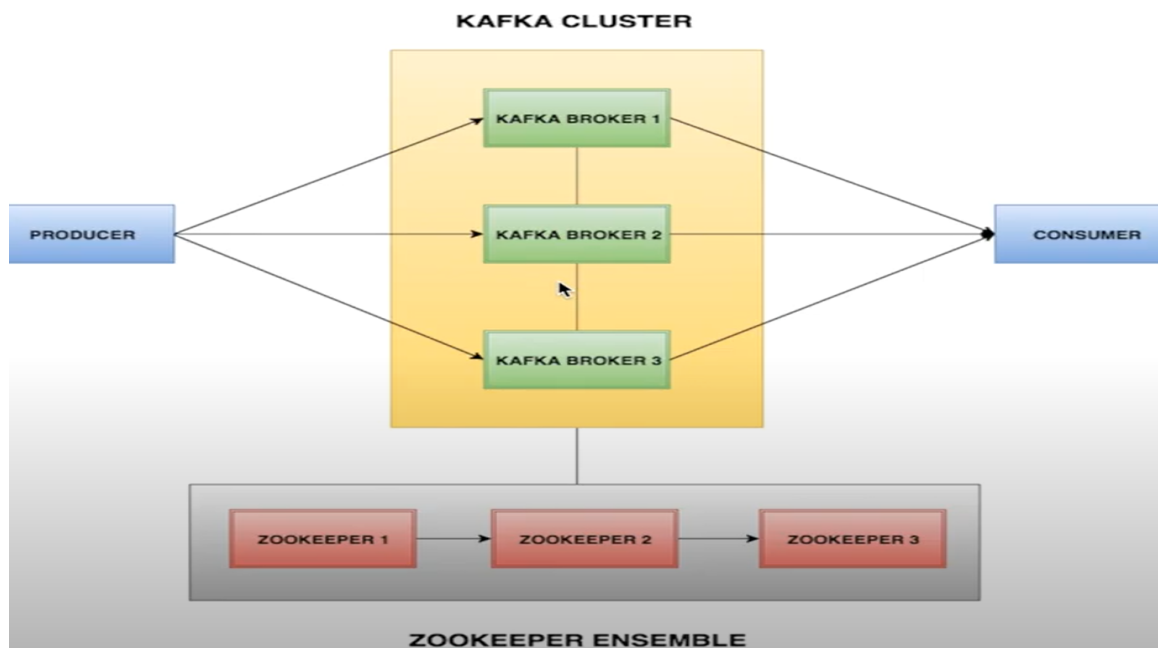 KAFKA CLUSTER
KAFKA BROKER 1
PRODUCER
KAFKA BROKER 2
CONSUMER
KAFKA BROKER 3
ZOOKEEPER 1
ZOOKEEPER 2
ZOOKEEPER 3
ZOOKEEPER ENSEMBLE